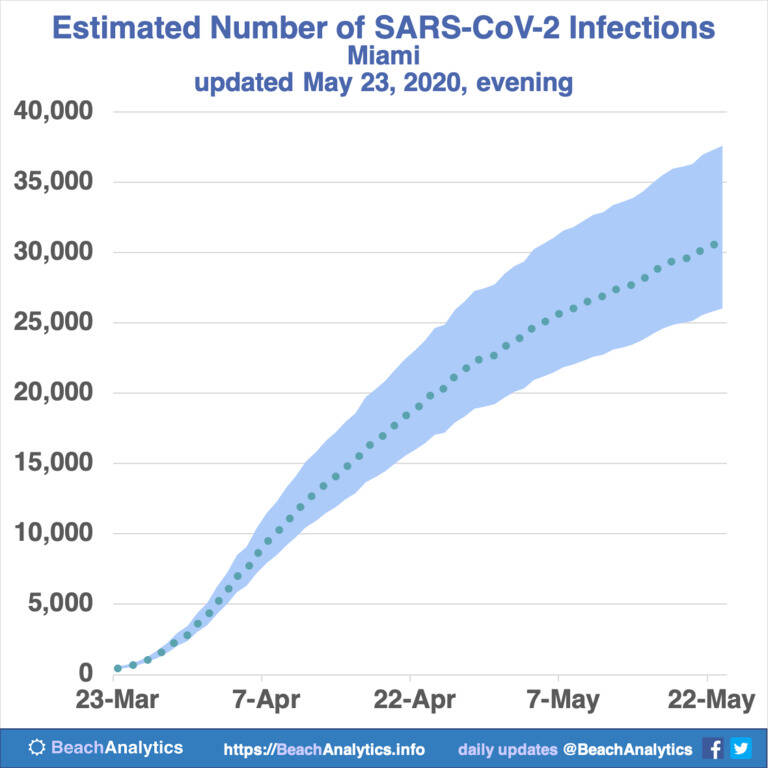 Estimated Number of SARS-CoV-2 Infections
Miami
updated May 23, 2020, evening
40,000
35,000
30,000
25,000
20,000
15,000
10,000
5,000
0
23-Mar 7-Apr 22-Apr 7-May 22-May
BeachAnalytics https://BeachAnalytics.info daily updates @BeachAnalytics